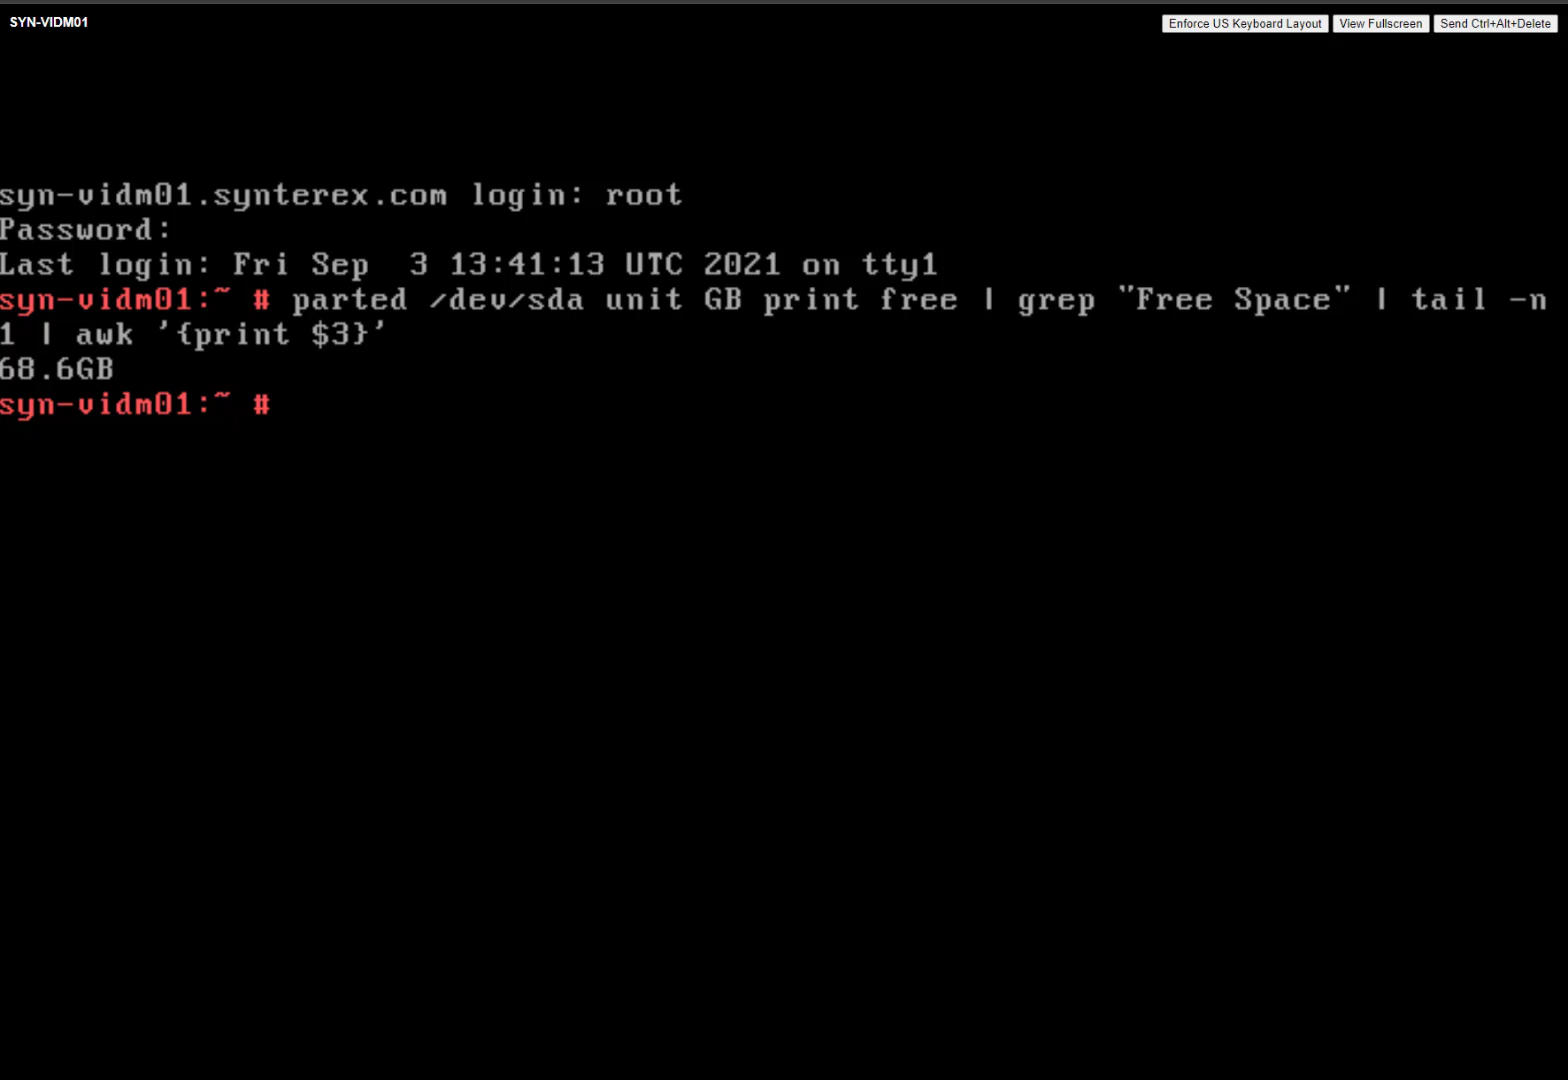 SYN-VIDM01
Enforce US Keyboard Layout View Fullscreen Send Ctrl+Alt+Delete
syn-vidm01.synterex.com login: root
Password:
Last login: Fri Sep  3 13:41:13 UTC 2021 on tty1
syn-vidm01:~ # parted /dev/sda unit GB print free | grep "Free Space" | tail -n
1 | awk '{print $3}'
68.6GB
syn-vidm01:~ #